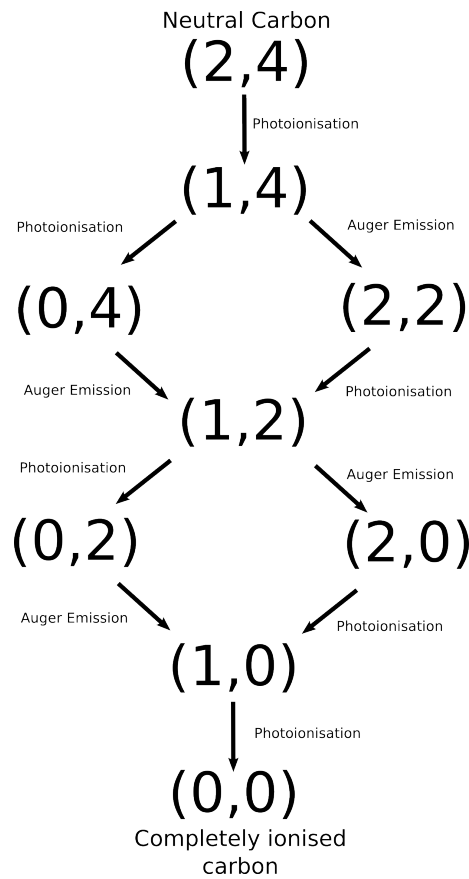 Neutral Carbon
(2,4)
Photoionisation
(1,4)
Photoionisation
Auger Emission
(0,4)
(2,2)
Auger Emission
Photoionisation
(1,2)
Photoionisation
Auger Emission
(0,2)
(2,0)
Auger Emission
Photoionisation
(1,0)
Photoionisation
(0,0)
Completely ionised
carbon